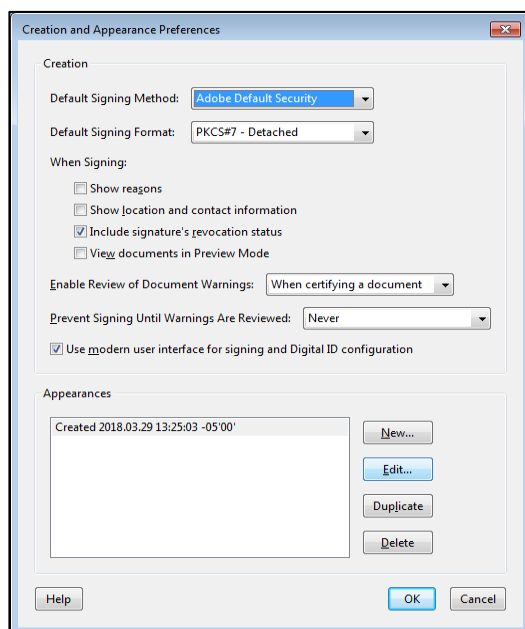 Creation and Appearance Preferences
Creation
Default Signing Method: Adobe Default Security
Default Signing Format: PKCS#7 - Detached
When Signing:
Show reasons
Show location and contact information
Include signature's revocation status
View documents in Preview Mode
Enable Review of Document Warnings: When certifying a document
Prevent Signing Until Warnings Are Reviewed: Never
Use modern user interface for signing and Digital ID configuration
Appearances
Created 2018.03.29 13:25:03 -05'00'
New...
Edit...
Duplicate
Delete
Help OK Cancel